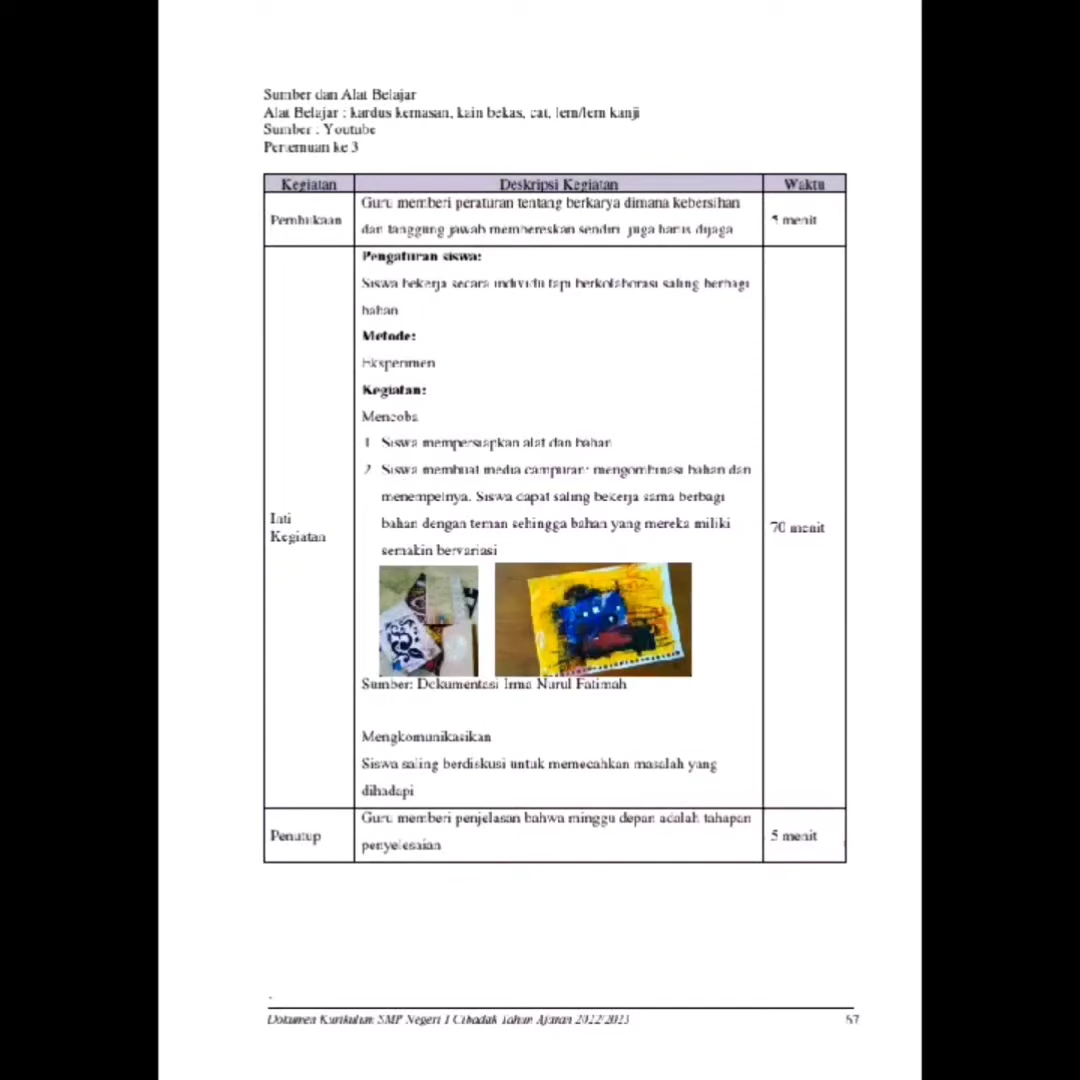 Sumber dan Alat Belajar
Alat Belajar : kardus kemasan, kain bekas, cat, lem/lem kanji
Sumber : Youtube
Pertemuan ke 3
Kegiatan Deskripsi Kegiatan Waktu
Pembukaan
Guru memberi peraturan tentang berkarya dimana kebersihan
dan tanggung jawab membereskan sendiri juga harus dijaga
5 menit
Inti
Kegiatan
Pengaturan siswa:
Siswa bekerja secara individu tapi berkolaborasi saling berbagi
bahan
Metode:
Eksperimen
Kegiatan:
Mencoba
1 Siswa mempersiapkan alat dan bahan
2 Siswa membuat media campuran: mengombinasi bahan dan
menempelnya. Siswa dapat saling bekerja sama berbagi
bahan dengan teman sehingga bahan yang mereka miliki
semakin bervariasi
Sumber: Dokumentasi Irma Nurul Fatimah
Mengkomunikasikan
Siswa saling berdiskusi untuk memecahkan masalah yang
dihadapi
70 menit
Penutup
Guru memberi penjelasan bahwa minggu depan adalah tahapan
penyelesaian
5 menit
Dokumen Kurikulum SMP Negeri 1 Cibadak Tahun Ajaran 2022/2023